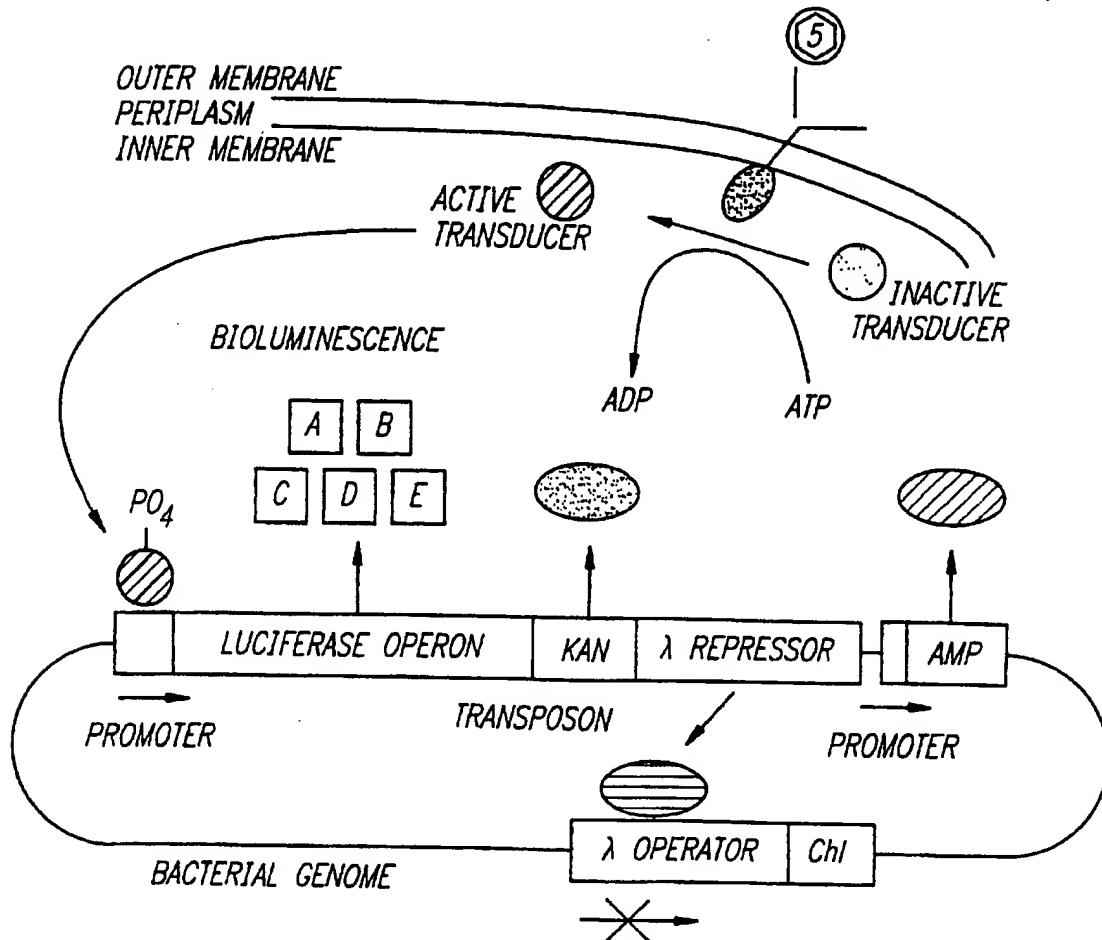 5
OUTER MEMBRANE
PERIPLASM
INNER MEMBRANE
ACTIVE
TRANSDUCER
INACTIVE
TRANSDUCER
BIOLUMINESCENCE
ADP
ATP
A B
C D E
PO4
LUCIFERASE OPERON KAN λ REPRESSOR AMP
PROMOTER
TRANSPOSON
PROMOTER
λ OPERATOR Chl
BACTERIAL GENOME